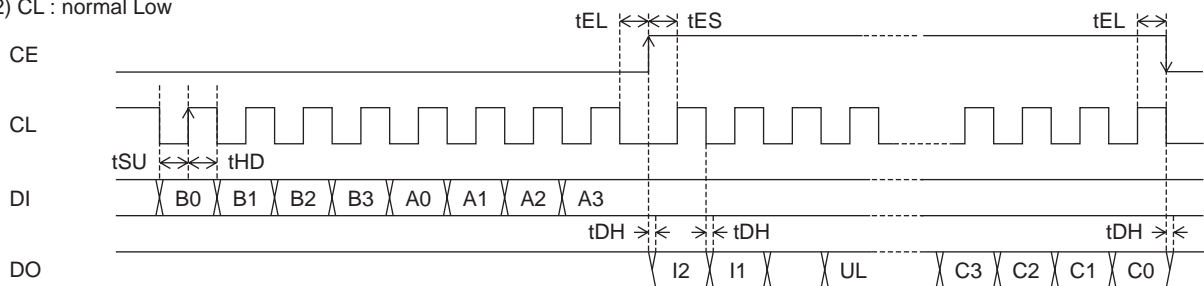 2) CL : normal Low
tEL tES tEL
CE
CL
tSU tHD
DI B0 B1 B2 B3 A0 A1 A2 A3
tDH tDH tDH
DO I2 I1 UL C3 C2 C1 C0